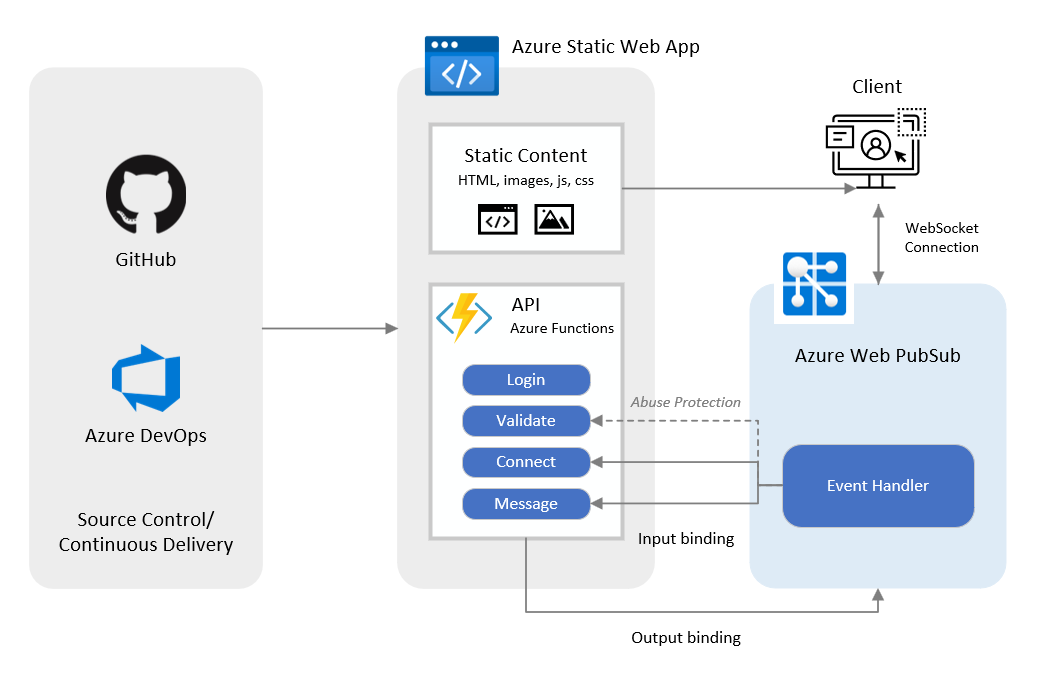 Azure Static Web App
Client
Static Content
HTML, images, js, css
GitHub
WebSocket
Connection
API
Azure Functions
Azure Web PubSub
Login
Abuse Protection
Validate
Azure DevOps
Connect
Event Handler
Message
Source Control/
Continuous Delivery
Input binding
Output binding